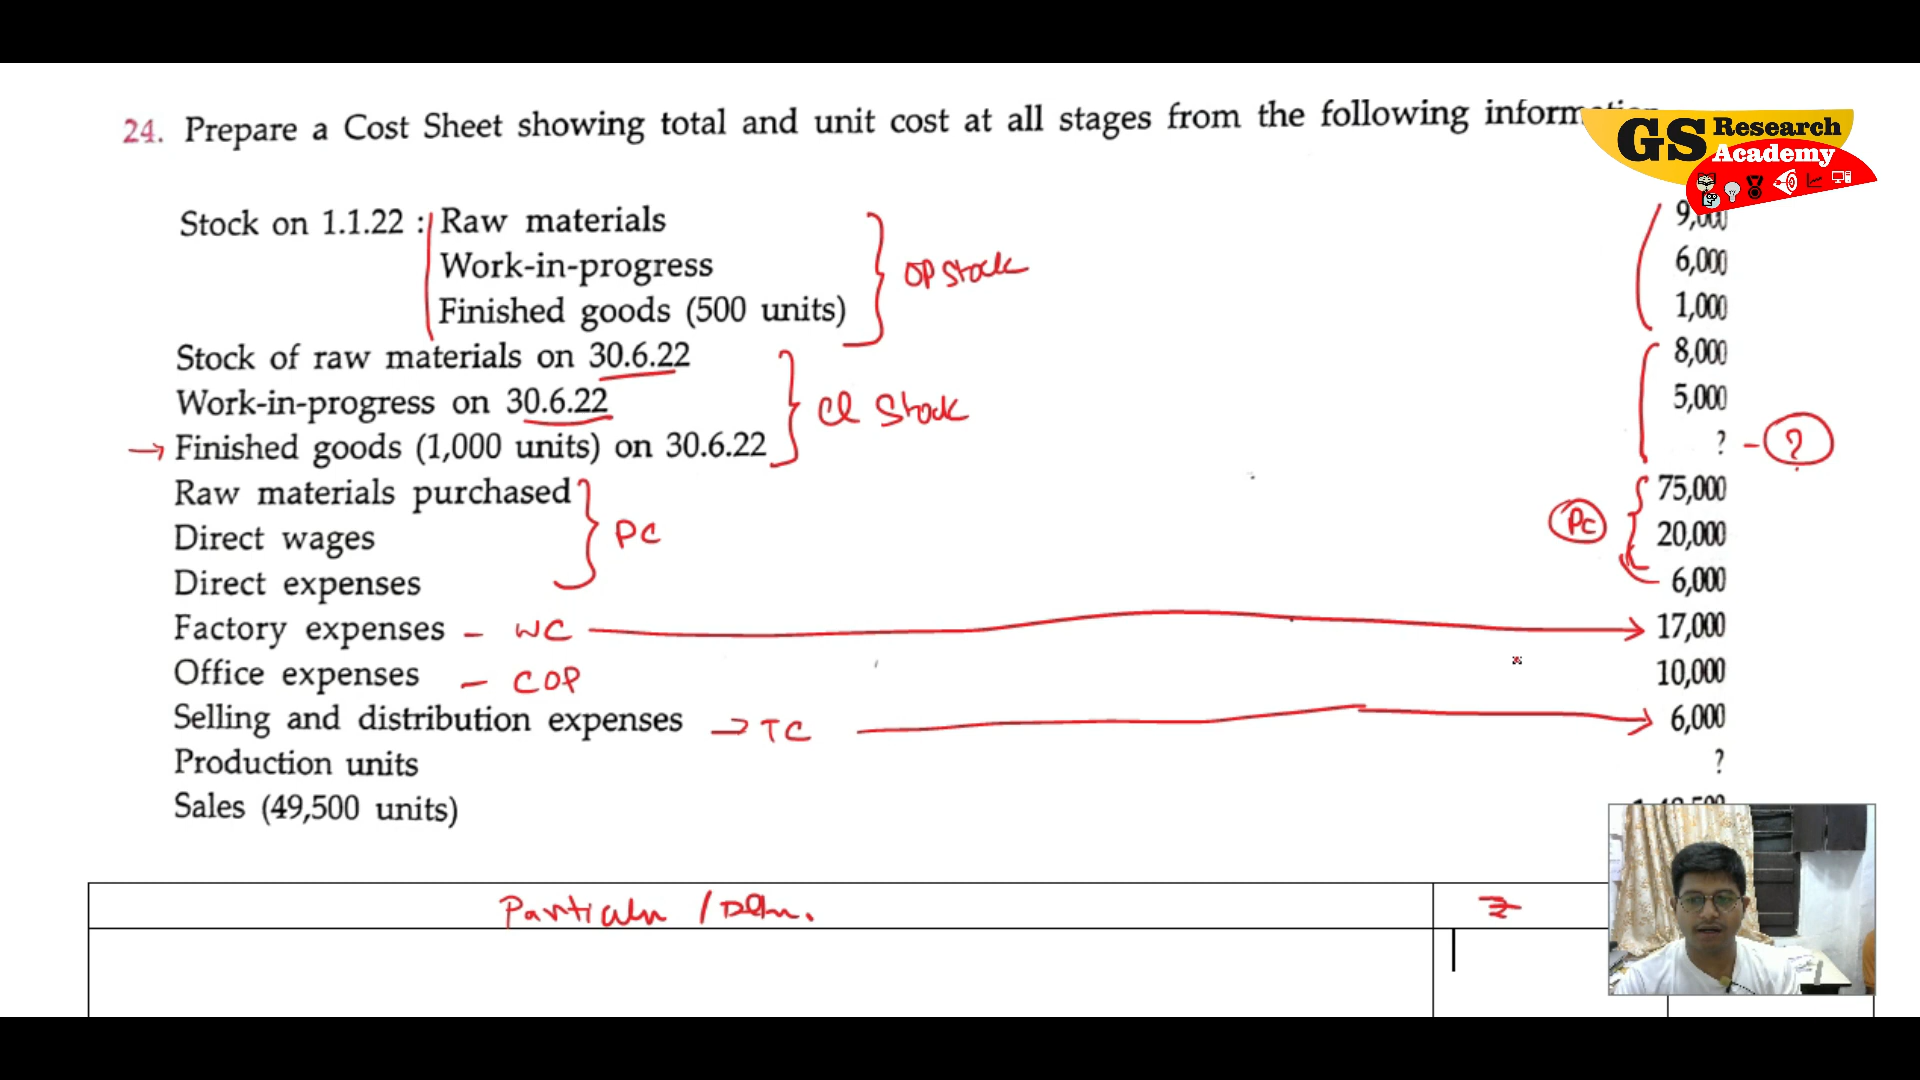 24. Prepare a Cost Sheet showing total and unit cost at all stages from the following
GS Research Academy
Stock on 1.1.22 : Raw materials 9,000
Work-in-progress 6,000
Finished goods (500 units) 1,000
OP Stock
Stock of raw materials on 30.6.22 8,000
Work-in-progress on 30.6.22 5,000
Cl Stock
→ Finished goods (1,000 units) on 30.6.22 ? - ?
Raw materials purchased 75,000
Direct wages PC PC 20,000
Direct expenses 6,000
Factory expenses - WC 17,000
Office expenses - COP 10,000
Selling and distribution expenses → TC 6,000
Production units ?
Sales (49,500 units)
₹